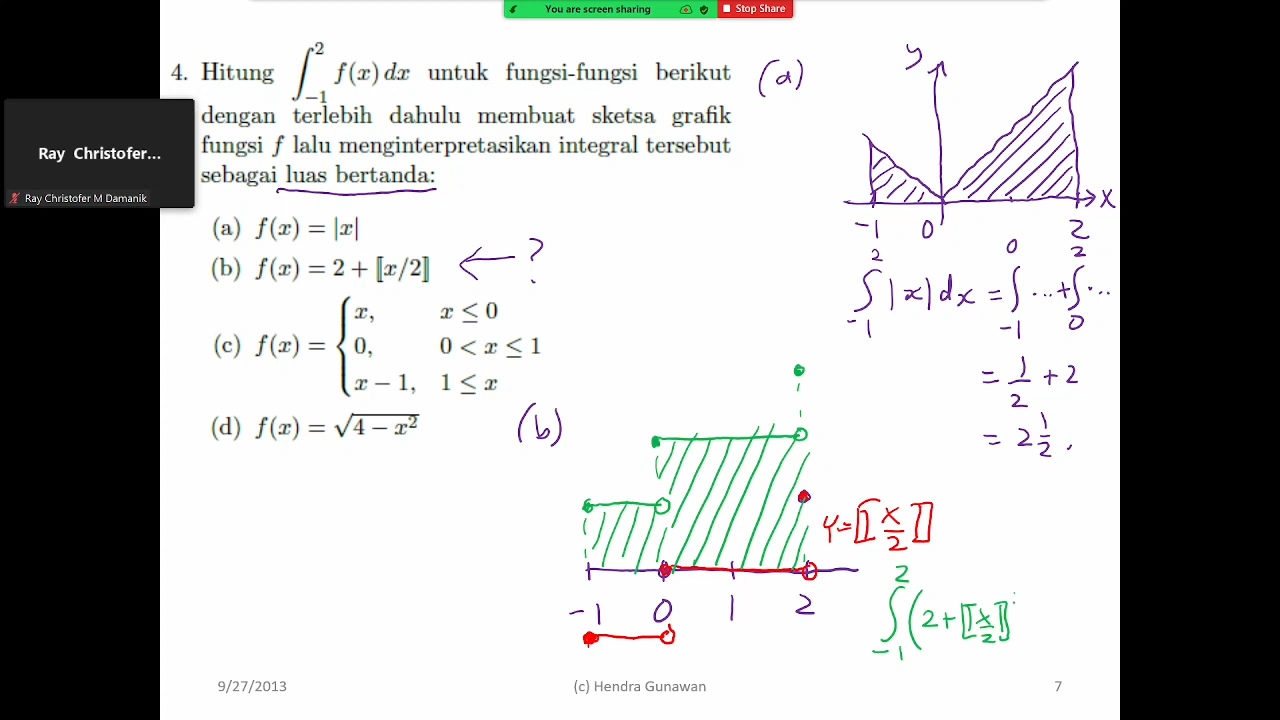 You are screen sharing
Stop Share
4. Hitung ∫_{-1}^{2} f(x) dx untuk fungsi-fungsi berikut
dengan terlebih dahulu membuat sketsa grafik
fungsi f lalu menginterpretasikan integral tersebut
sebagai luas bertanda:
(a) f(x) = |x|
(b) f(x) = 2 + ⟦x/2⟧ ← ?
(c) f(x) = { x, x ≤ 0
0, 0 < x ≤ 1
x − 1, 1 ≤ x
(d) f(x) = √(4 − x²)
Ray Christofer...
Ray Christofer M Damanik
(a)
y
x
-1 0 2
∫_{-1}^{2} |x| dx = ∫_{-1}^{0} ... + ∫_{0}^{2} ...
= 1/2 + 2
= 2 1/2 .
(b)
y = ⟦x/2⟧
-1 0 1 2
∫_{-1}^{2} (2 + ⟦x/2⟧
9/27/2013
(c) Hendra Gunawan
7